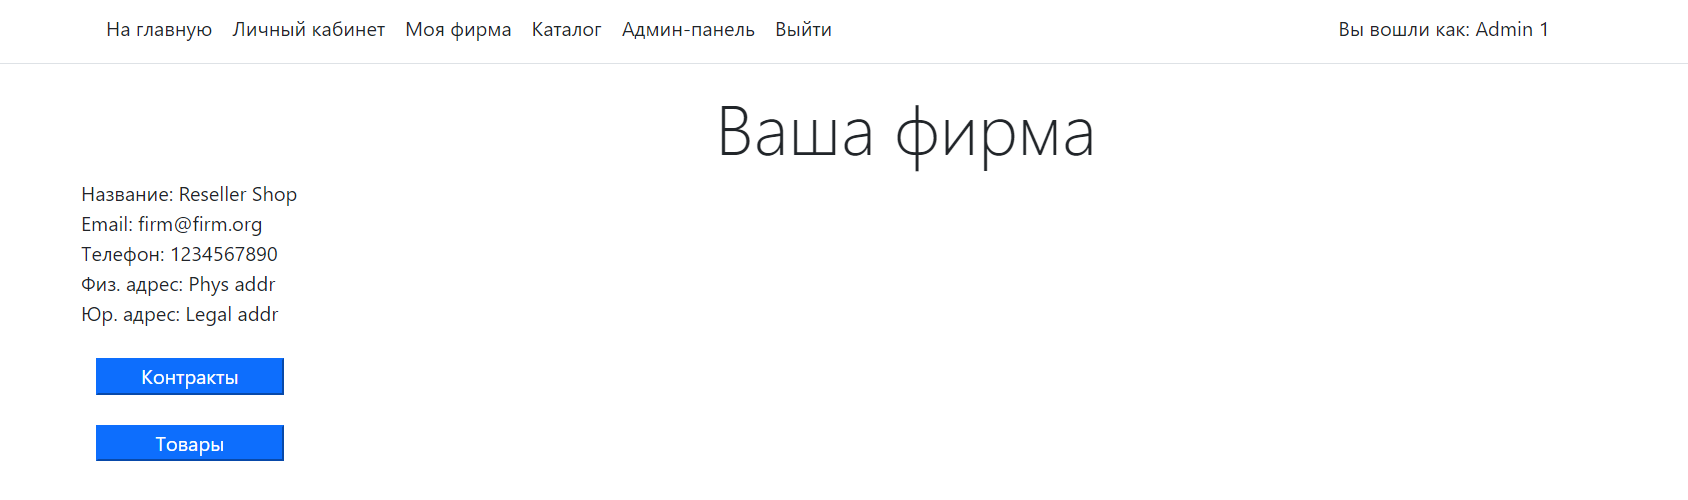 На главную Личный кабинет Моя фирма Каталог Админ-панель Выйти Вы вошли как: Admin 1
Ваша фирма
Название: Reseller Shop
Email: firm@firm.org
Телефон: 1234567890
Физ. адрес: Phys addr
Юр. адрес: Legal addr
Контракты
Товары